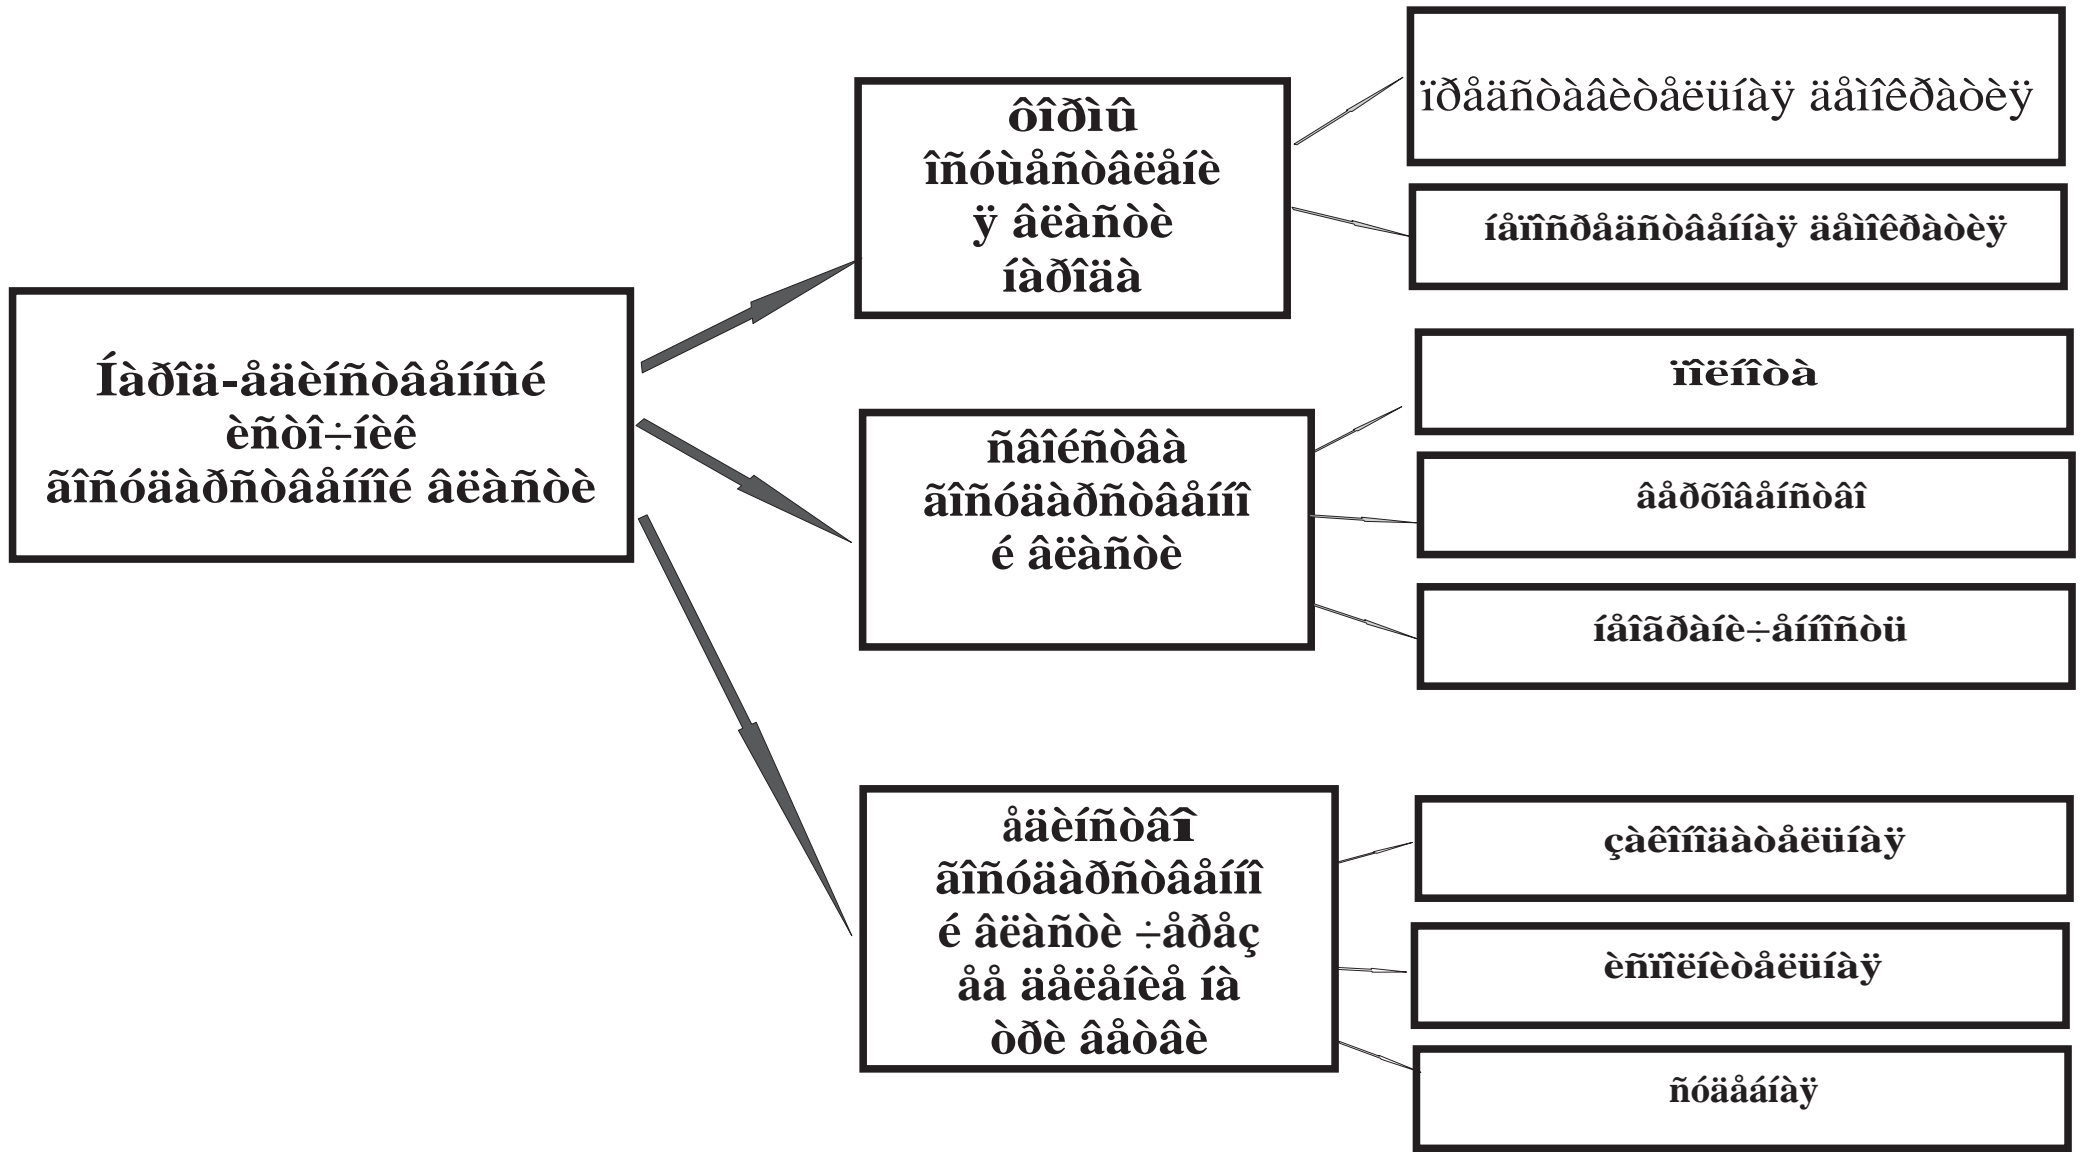 Íàðîä-åäèíñòâåííûé
èñòî÷íèê
ãîñóäàðñòâåííîé âëàñòè
ôîðìû
îñóùåñòâëåíè
ÿ âëàñòè
íàðîäà
ïðåäñòàâèòåëüíàÿ äåìîêðàòèÿ
íåïîñðåäñòâåííàÿ äåìîêðàòèÿ
ñâîéñòâà
ãîñóäàðñòâåííî
é âëàñòè
ïîëíîòà
âåðõîâåíñòâî
íåîãðàíè÷åííîñòü
åäèíñòâî
ãîñóäàðñòâåííî
é âëàñòè ÷åðåç
åå äåëåíèå íà
òðè âåòâè
çàêîíîäàòåëüíàÿ
èñïîëíèòåëüíàÿ
ñóäåáíàÿ